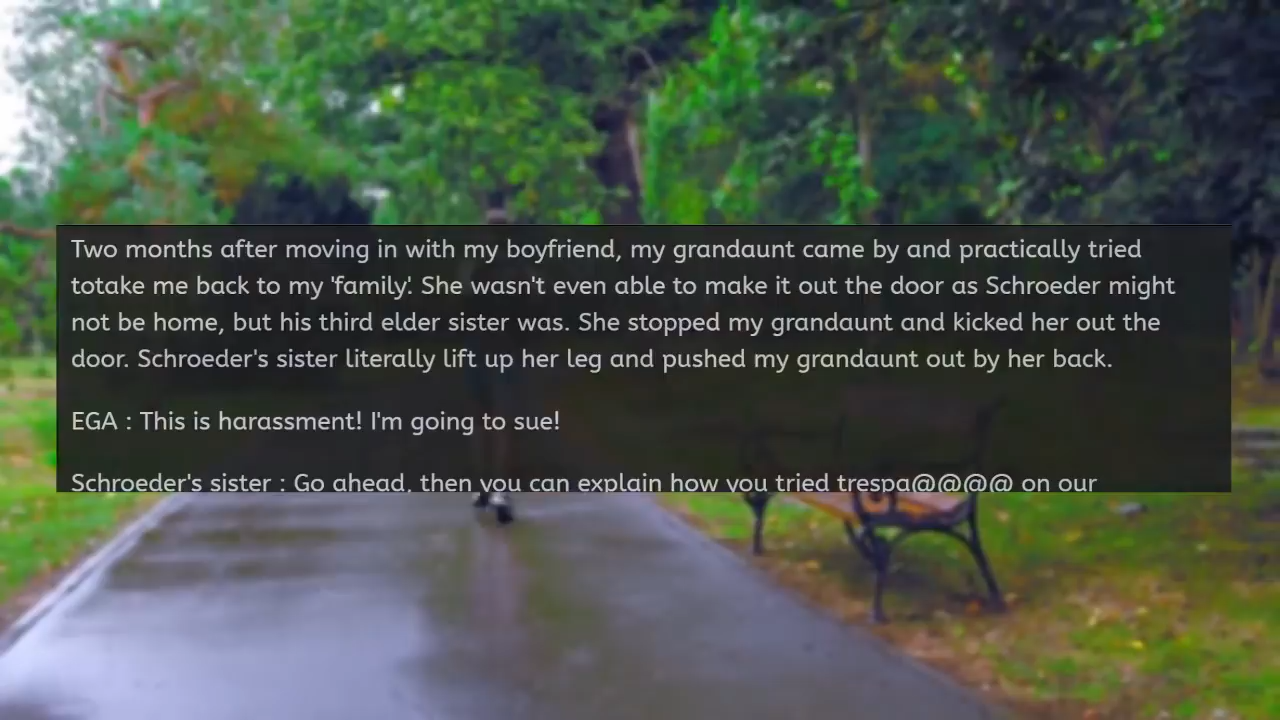 Two months after moving in with my boyfriend, my grandaunt came by and practically tried
totake me back to my 'family'. She wasn't even able to make it out the door as Schroeder might
not be home, but his third elder sister was. She stopped my grandaunt and kicked her out the
door. Schroeder's sister literally lift up her leg and pushed my grandaunt out by her back.
EGA : This is harassment! I'm going to sue!
Schroeder's sister : Go ahead, then you can explain how you tried trespa@@@@ on our